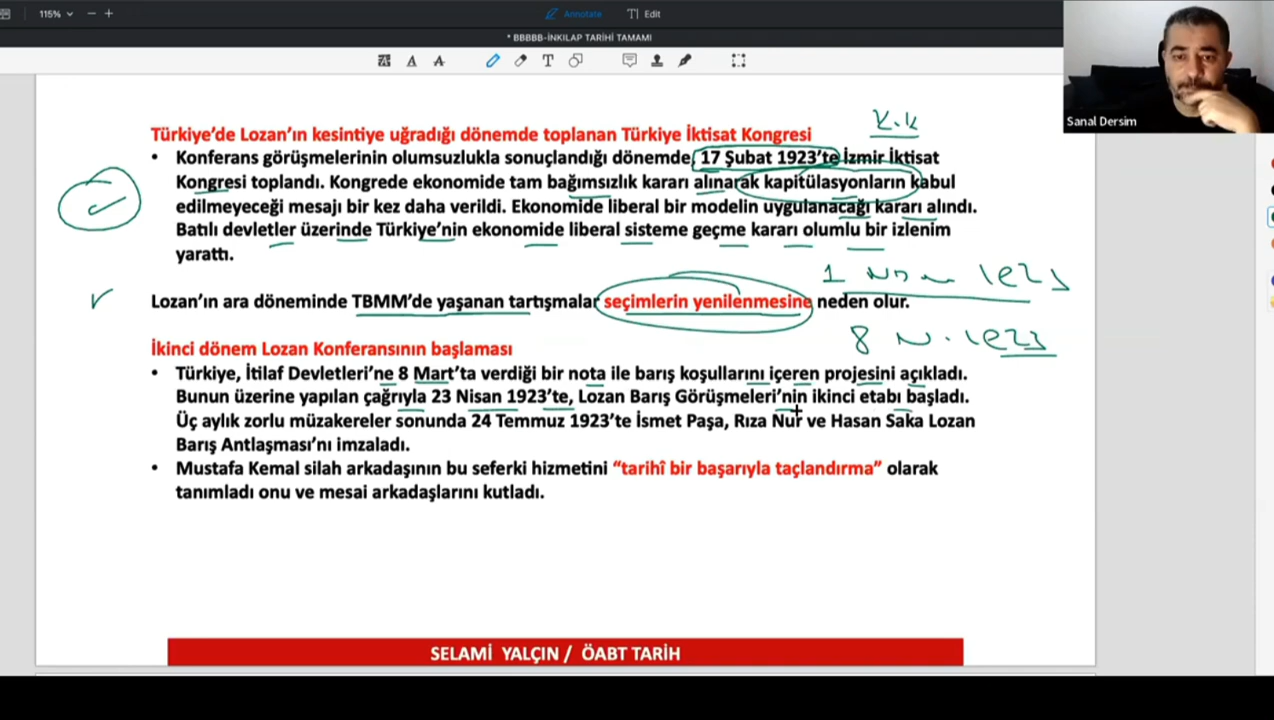 115%
Annotate
Edit
* BBBBB-İNKILAP TARİHİ TAMAMI
Sanal Dersim
K.K
Türkiye’de Lozan’ın kesintiye uğradığı dönemde toplanan Türkiye İktisat Kongresi
• Konferans görüşmelerinin olumsuzlukla sonuçlandığı dönemde, 17 Şubat 1923’te İzmir İktisat
Kongresi toplandı. Kongrede ekonomide tam bağımsızlık kararı alınarak kapitülasyonların kabul
edilmeyeceği mesajı bir kez daha verildi. Ekonomide liberal bir modelin uygulanacağı kararı alındı.
Batılı devletler üzerinde Türkiye’nin ekonomide liberal sisteme geçme kararı olumlu bir izlenim
yarattı.
Lozan’ın ara döneminde TBMM’de yaşanan tartışmalar seçimlerin yenilenmesine neden olur.
8 N. 1923
İkinci dönem Lozan Konferansının başlaması
• Türkiye, İtilaf Devletleri’ne 8 Mart’ta verdiği bir nota ile barış koşullarını içeren projesini açıkladı.
Bunun üzerine yapılan çağrıyla 23 Nisan 1923’te, Lozan Barış Görüşmeleri’nin ikinci etabı başladı.
Üç aylık zorlu müzakereler sonunda 24 Temmuz 1923’te İsmet Paşa, Rıza Nur ve Hasan Saka Lozan
Barış Antlaşması’nı imzaladı.
• Mustafa Kemal silah arkadaşının bu seferki hizmetini “tarihî bir başarıyla taçlandırma” olarak
tanımladı onu ve mesai arkadaşlarını kutladı.
SELAMİ YALÇIN / ÖABT TARİH